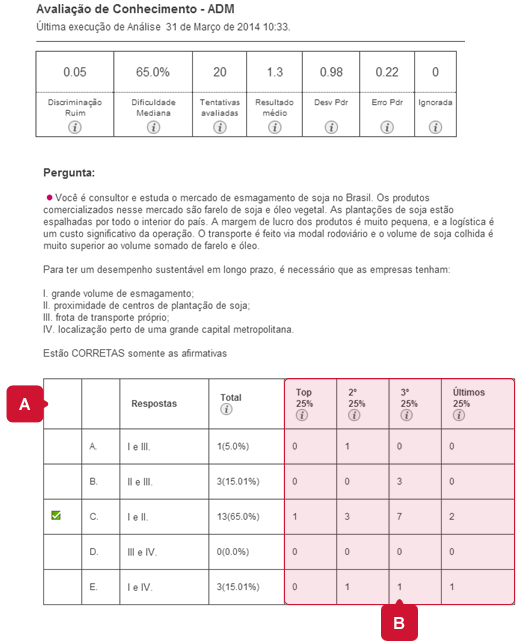 Avaliação de Conhecimento - ADM
Última execução de Análise 31 de Março de 2014 10:33.
0.05 65.0% 20 1.3 0.98 0.22 0
Discriminação Ruim Dificuldade Mediana Tentativas avaliadas Resultado médio Desv Pdr Erro Pdr Ignorada
Pergunta:
Você é consultor e estuda o mercado de esmagamento de soja no Brasil. Os produtos
comercializados nesse mercado são farelo de soja e óleo vegetal. As plantações de soja estão
espalhadas por todo o interior do país. A margem de lucro dos produtos é muito pequena, e a logística é
um custo significativo da operação. O transporte é feito via modal rodoviário e o volume de soja colhida é
muito superior ao volume somado de farelo e óleo.
Para ter um desempenho sustentável em longo prazo, é necessário que as empresas tenham:
I. grande volume de esmagamento;
II. proximidade de centros de plantação de soja;
III. frota de transporte próprio;
IV. localização perto de uma grande capital metropolitana.
Estão CORRETAS somente as afirmativas
A
Respostas Total Top 25% 2º 25% 3º 25% Últimos 25%
A. I e III. 1(5.0%) 0 1 0 0
B. II e III. 3(15.01%) 0 0 3 0
C. I e II. 13(65.0%) 1 3 7 2
D. III e IV. 0(0.0%) 0 0 0 0
E. I e IV. 3(15.01%) 0 1 1 1
B